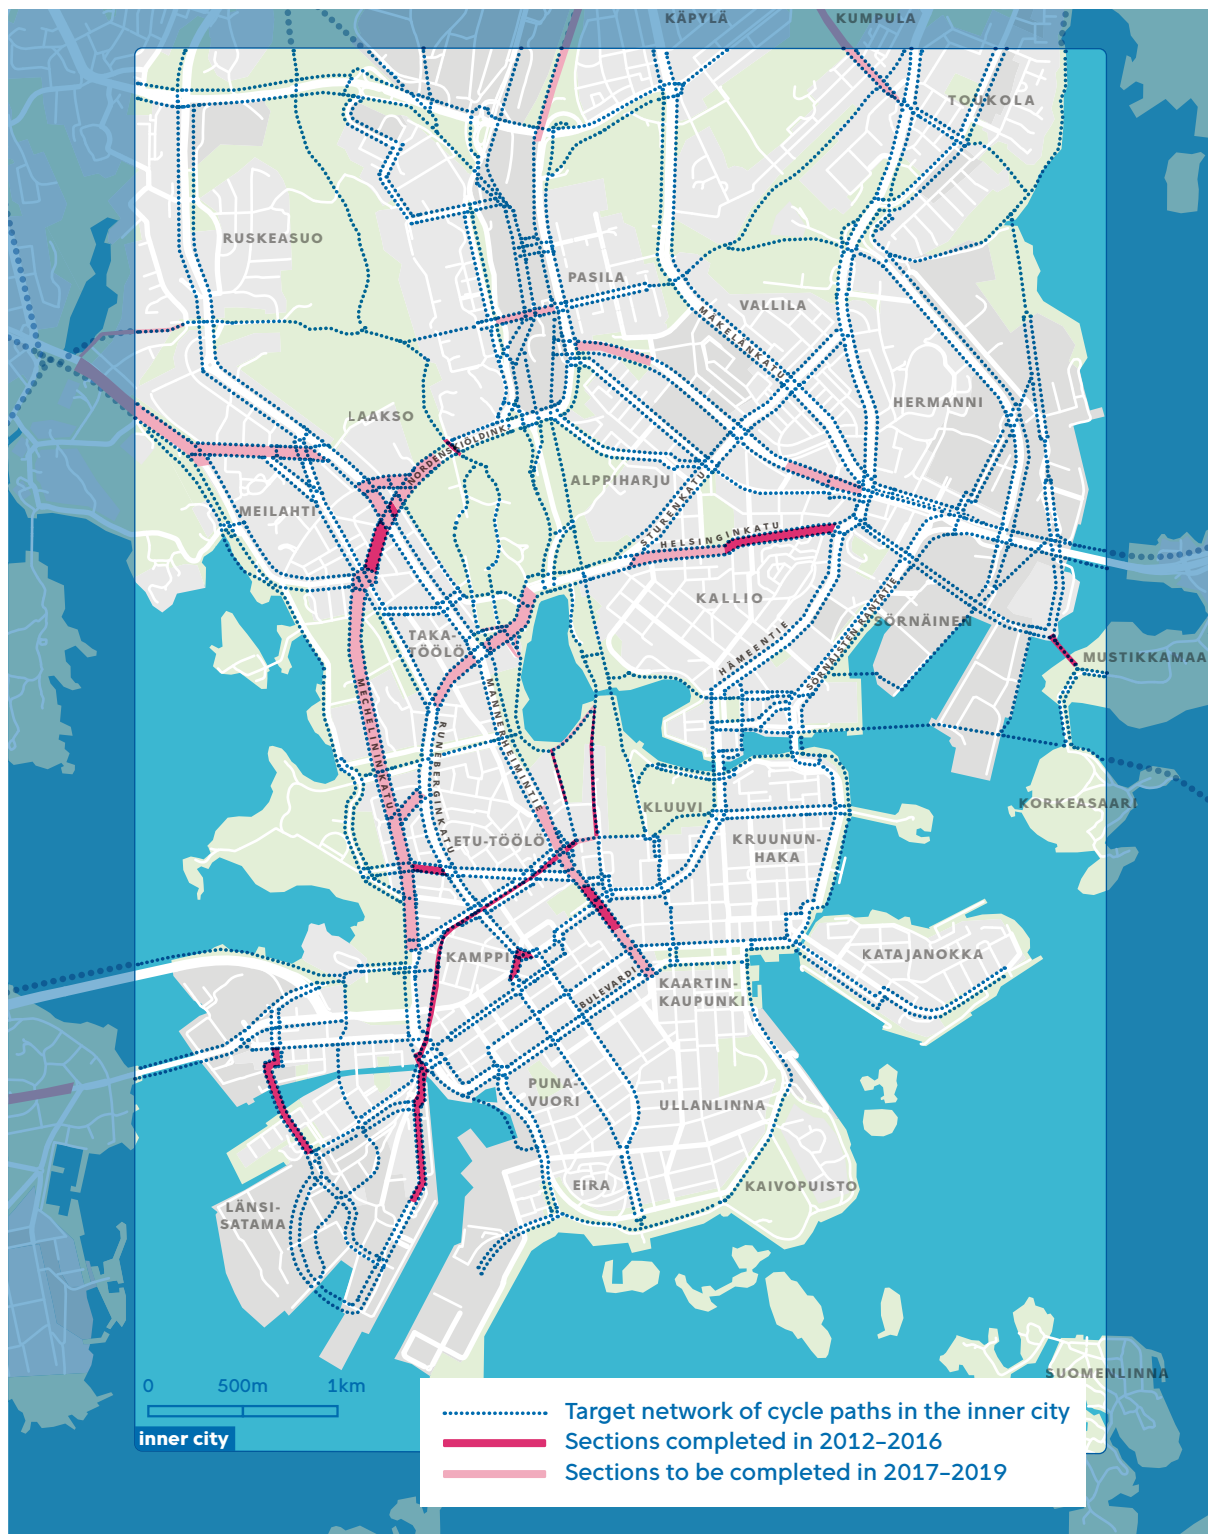 KÄPYLÄ
KUMPULA
TOUKOLA
RUSKEASUO
PASILA
VALLILA
MÄKELÄNKATU
LAAKSO
HERMANNI
NORDENSKIÖLDINK.
ALPPIHARJU
STURENKATU
MEILAHTI
HELSINGINKATU
KALLIO
SÖRNÄINEN
TAKA-
TÖÖLÖ
HÄMEENTIE
SÖRNÄISTEN RANTATIE
MUSTIKKAMAA
MECHELININKATU
RUNEBERGINKATU
MANNERHEIMINTIE
KLUUVI
KORKEASAARI
ETU-TÖÖLÖ
KRUUNUN-
HAKA
KAMPPI
KATAJANOKKA
BULEVARDI
KAARTIN-
KAUPUNKI
PUNA-
VUORI
ULLANLINNA
EIRA
KAIVOPUISTO
LÄNSI-
SATAMA
SUOMENLINNA
0 500m 1km
inner city
Target network of cycle paths in the inner city
Sections completed in 2012–2016
Sections to be completed in 2017–2019